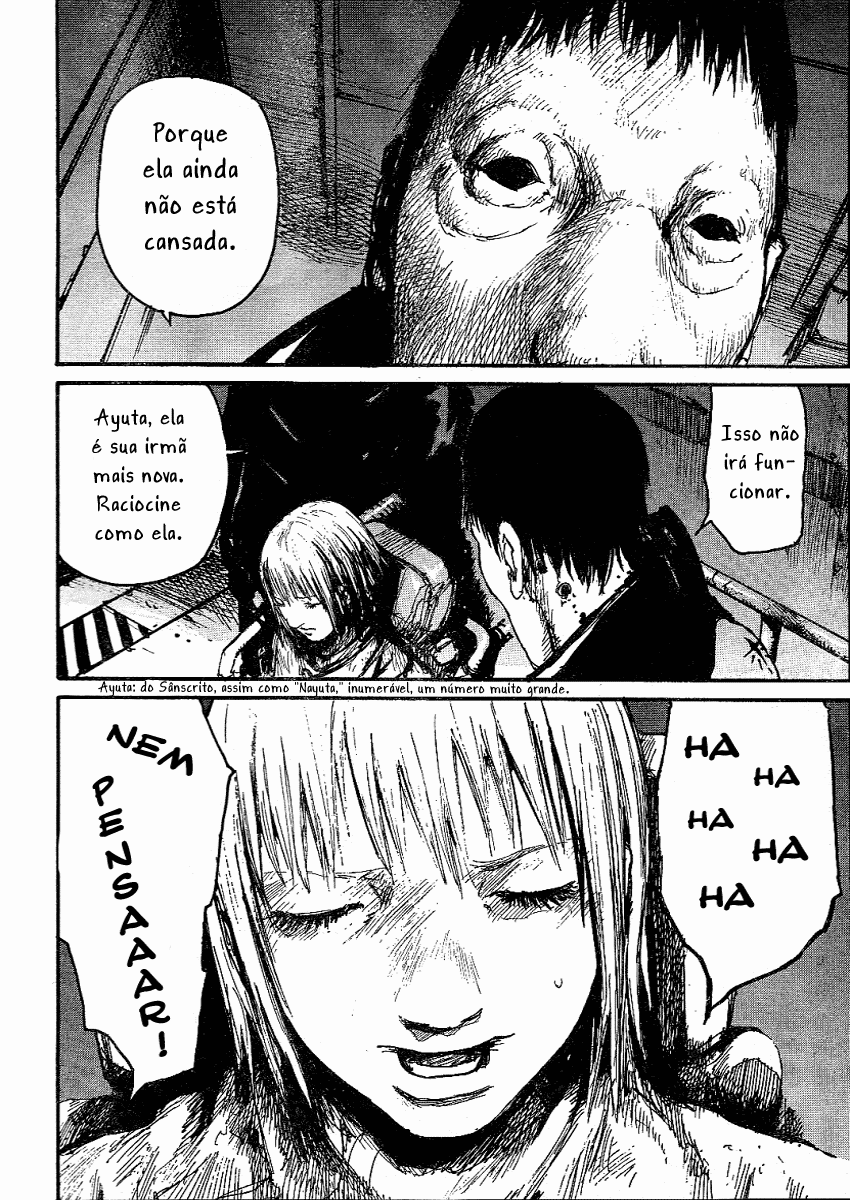 Porque
ela ainda
não está
cansada.
Isso não
irá fun-
cionar.
Ayuta, ela
é sua irmã
mais nova.
Raciocine
como ela.
Ayuta: do Sânscrito, assim como "Nayuta," inumerável, um número muito grande.
HA
HA
HA
HA
HA
NEM
PENSAAAR!